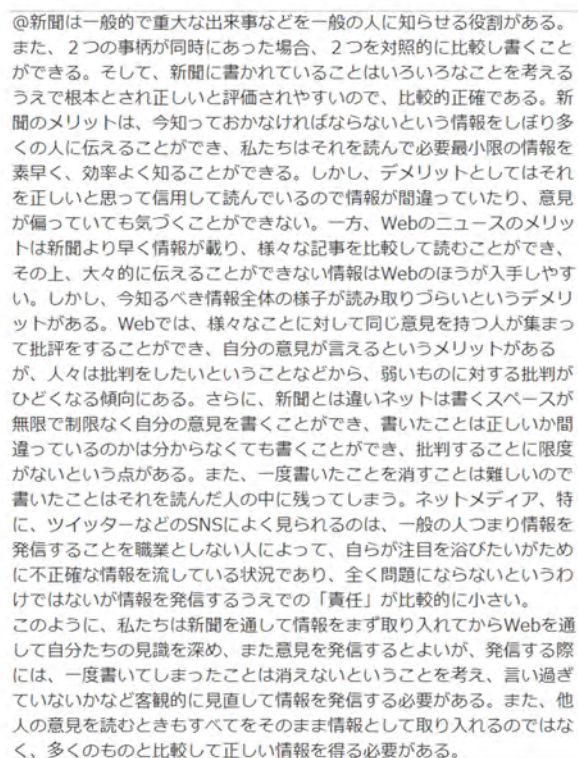 @新聞は一般的で重大な出来事などを一般の人に知らせる役割がある。
また、２つの事柄が同時にあった場合、２つを対照的に比較し書くこと
ができる。そして、新聞に書かれていることはいろいろなことを考える
うえで根本とされ正しいと評価されやすいので、比較的正確である。新
聞のメリットは、今知っておかなければならないという情報をしぼり多
くの人に伝えることができ、私たちはそれを読んで必要最小限の情報を
素早く、効率よく知ることができる。しかし、デメリットとしてはそれ
を正しいと思って信用して読んでいるので情報が間違っていたり、意見
が偏っていても気づくことができない。一方、Webのニュースのメリッ
トは新聞より早く情報が載り、様々な記事を比較して読むことができ、
その上、大々的に伝えることができない情報はWebのほうが入手しやす
い。しかし、今知るべき情報全体の様子が読み取りづらいというデメリ
ットがある。Webでは、様々なことに対して同じ意見を持つ人が集まっ
て批評をすることができ、自分の意見が言えるというメリットがある
が、人々は批判をしたいということなどから、弱いものに対する批判が
ひどくなる傾向にある。さらに、新聞とは違いネットは書くスペースが
無限で制限なく自分の意見を書くことができ、書いたことは正しいか間
違っているのかは分からなくても書くことができ、批判することに限度
がないという点がある。また、一度書いたことを消すことは難しいので
書いたことはそれを読んだ人の中に残ってしまう。ネットメディア、特
に、ツイッターなどのSNSによく見られるのは、一般の人つまり情報を
発信することを職業としない人によって、自らが注目を浴びたいがため
に不正確な情報を流している状況であり、全く問題にならないというわ
けではないが情報を発信するうえでの「責任」が比較的に小さい。
このように、私たちは新聞を通して情報をまず取り入れてからWebを通
して自分たちの見識を深め、また意見を発信するとよいが、発信する際
には、一度書いてしまったことは消えないということを考え、言い過ぎ
ていないかなど客観的に見直して情報を発信する必要がある。また、他
人の意見を読むときもすべてをそのまま情報として取り入れるのではな
く、多くのものと比較して正しい情報を得る必要がある。